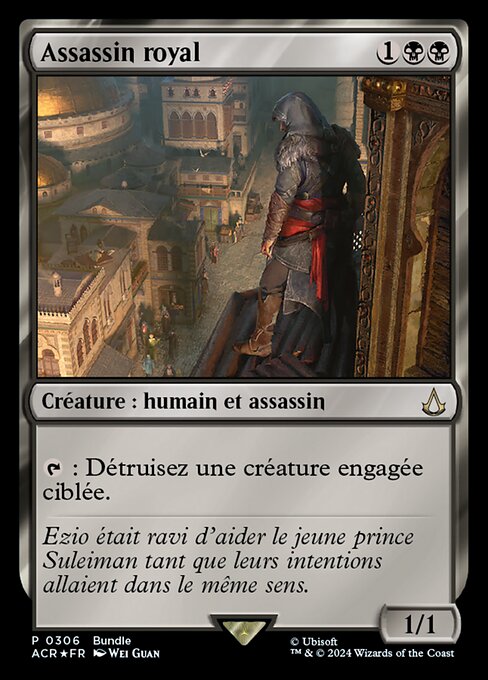 Assassin royal 1
Créature : humain et assassin
: Détruisez une créature engagée
ciblée.
Ezio était ravi d'aider le jeune prince
Suleiman tant que leurs intentions
allaient dans le même sens.
1/1
P 0306 Bundle
ACR★FR Wei Guan
© Ubisoft
™ & © 2024 Wizards of the Coast